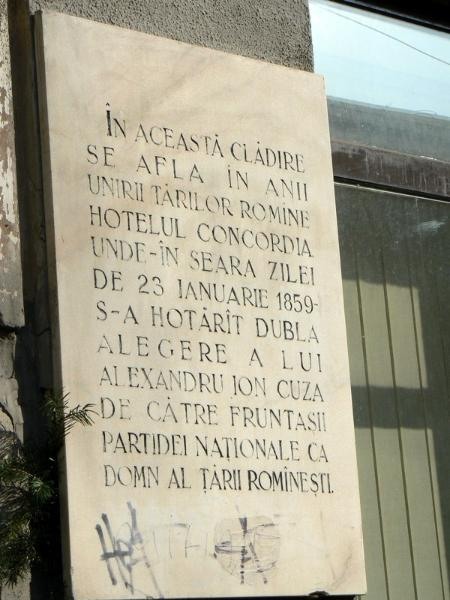 ÎN ACEASTĂ CLĂDIRE
SE AFLA ÎN ANII
UNIRII ȚĂRILOR ROMÎNE
HOTELUL CONCORDIA
UNDE-ÎN SEARA ZILEI
DE 23 IANUARIE 1859-
S-A HOTĂRÎT DUBLA
ALEGERE A LUI
ALEXANDRU ION CUZA
DE CĂTRE FRUNTAȘII
PARTIDEI NAȚIONALE CA
DOMN AL ȚĂRII ROMÎNEȘTI.